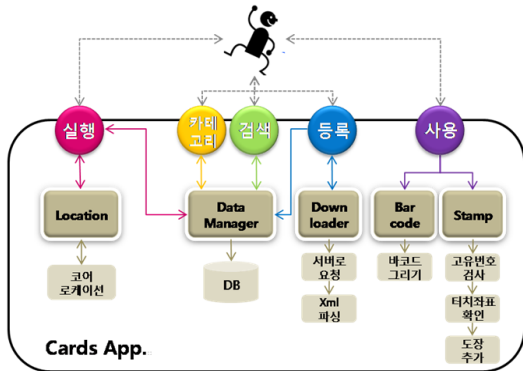 실행
카테
고리
검색
등록
사용
Location
Data
Manager
Down
loader
Bar
code
Stamp
코어
로케이션
DB
서버로
요청
Xml
파싱
바코드
그리기
고유번호
검사
터치좌표
확인
도장
추가
Cards App.